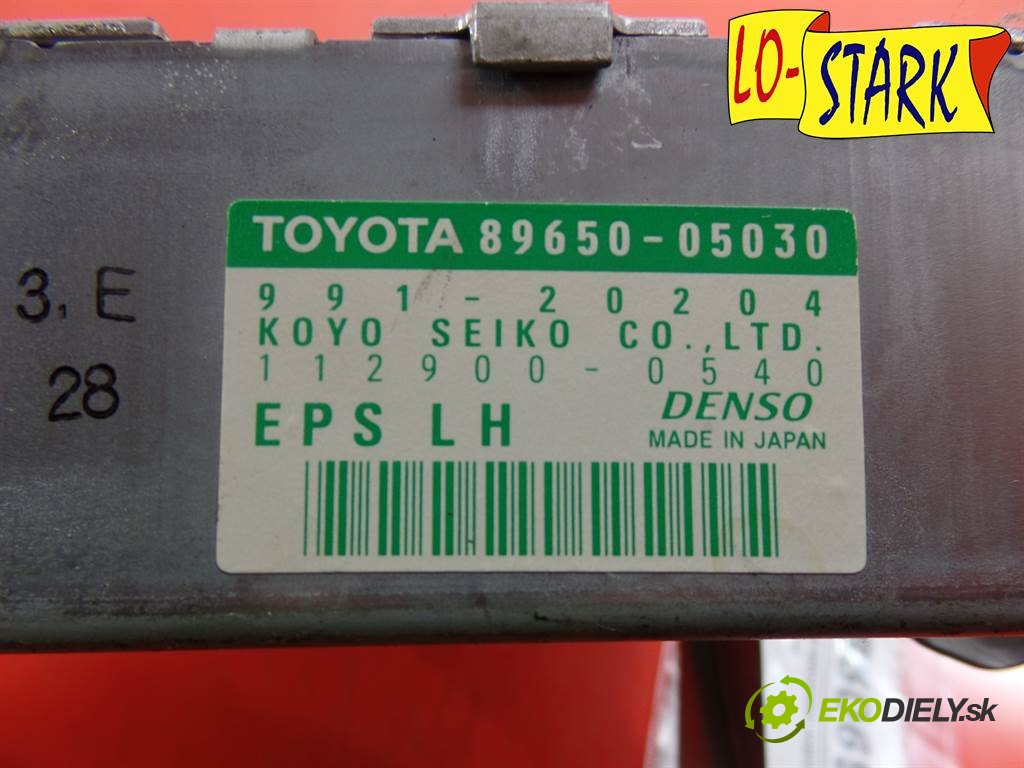 LO-STARK
TOYOTA 89650-05030
991-20204
KOYO SEIKO CO.,LTD.
112900-0540
EPS LH
DENSO
MADE IN JAPAN
3. E
28
EKODIELY.sk